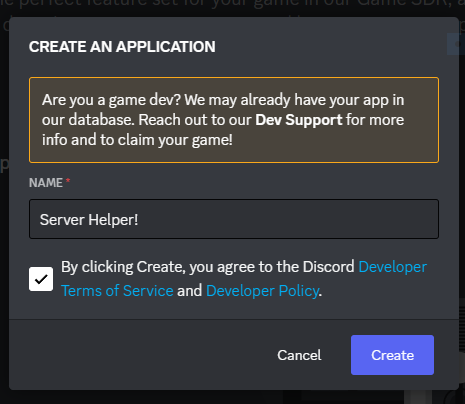 CREATE AN APPLICATION
Are you a game dev? We may already have your app in
our database. Reach out to our Dev Support for more
info and to claim your game!
NAME *
Server Helper!
By clicking Create, you agree to the Discord Developer
Terms of Service and Developer Policy.
Cancel
Create